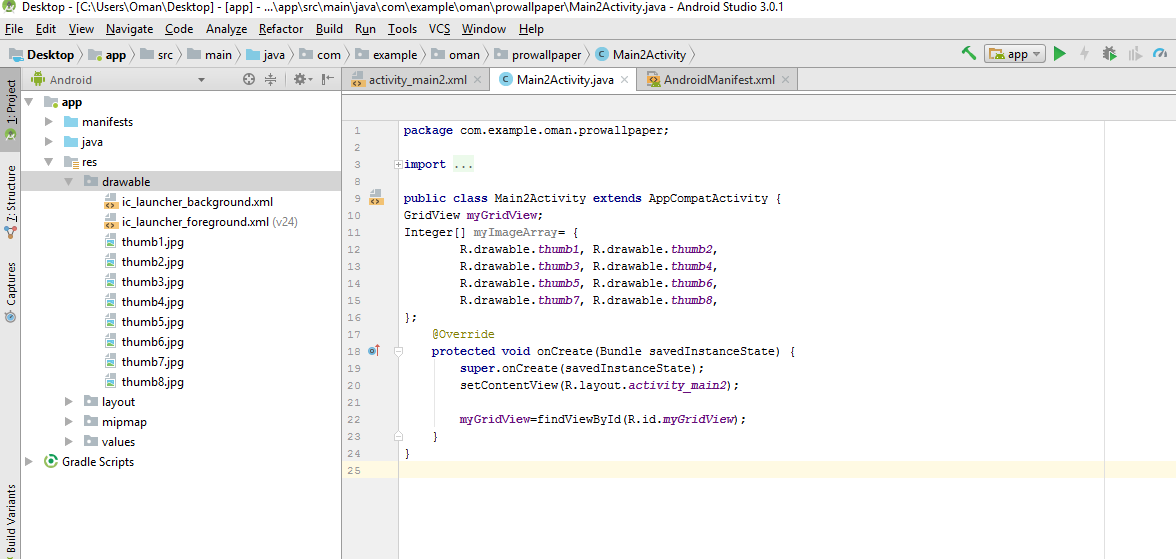 Desktop - [C:\Users\Oman\Desktop] - [app] - ...\app\src\main\java\com\example\oman\prowallpaper\Main2Activity.java - Android Studio 3.0.1
File Edit View Navigate Code Analyze Refactor Build Run Tools VCS Window Help
Desktop app src main java com example oman prowallpaper Main2Activity app
1: Project
Z: Structure
Captures
Build Variants
Android
app
manifests
java
res
drawable
ic_launcher_background.xml
ic_launcher_foreground.xml (v24)
thumb1.jpg
thumb2.jpg
thumb3.jpg
thumb4.jpg
thumb5.jpg
thumb6.jpg
thumb7.jpg
thumb8.jpg
layout
mipmap
values
Gradle Scripts
activity_main2.xml Main2Activity.java AndroidManifest.xml
1 package com.example.oman.prowallpaper;
2
3 import ...
8
9 public class Main2Activity extends AppCompatActivity {
10 GridView myGridView;
11 Integer[] myImageArray= {
12 R.drawable.thumb1, R.drawable.thumb2,
13 R.drawable.thumb3, R.drawable.thumb4,
14 R.drawable.thumb5, R.drawable.thumb6,
15 R.drawable.thumb7, R.drawable.thumb8,
16 };
17 @Override
18 protected void onCreate(Bundle savedInstanceState) {
19 super.onCreate(savedInstanceState);
20 setContentView(R.layout.activity_main2);
21
22 myGridView=findViewById(R.id.myGridView);
23 }
24 }
25